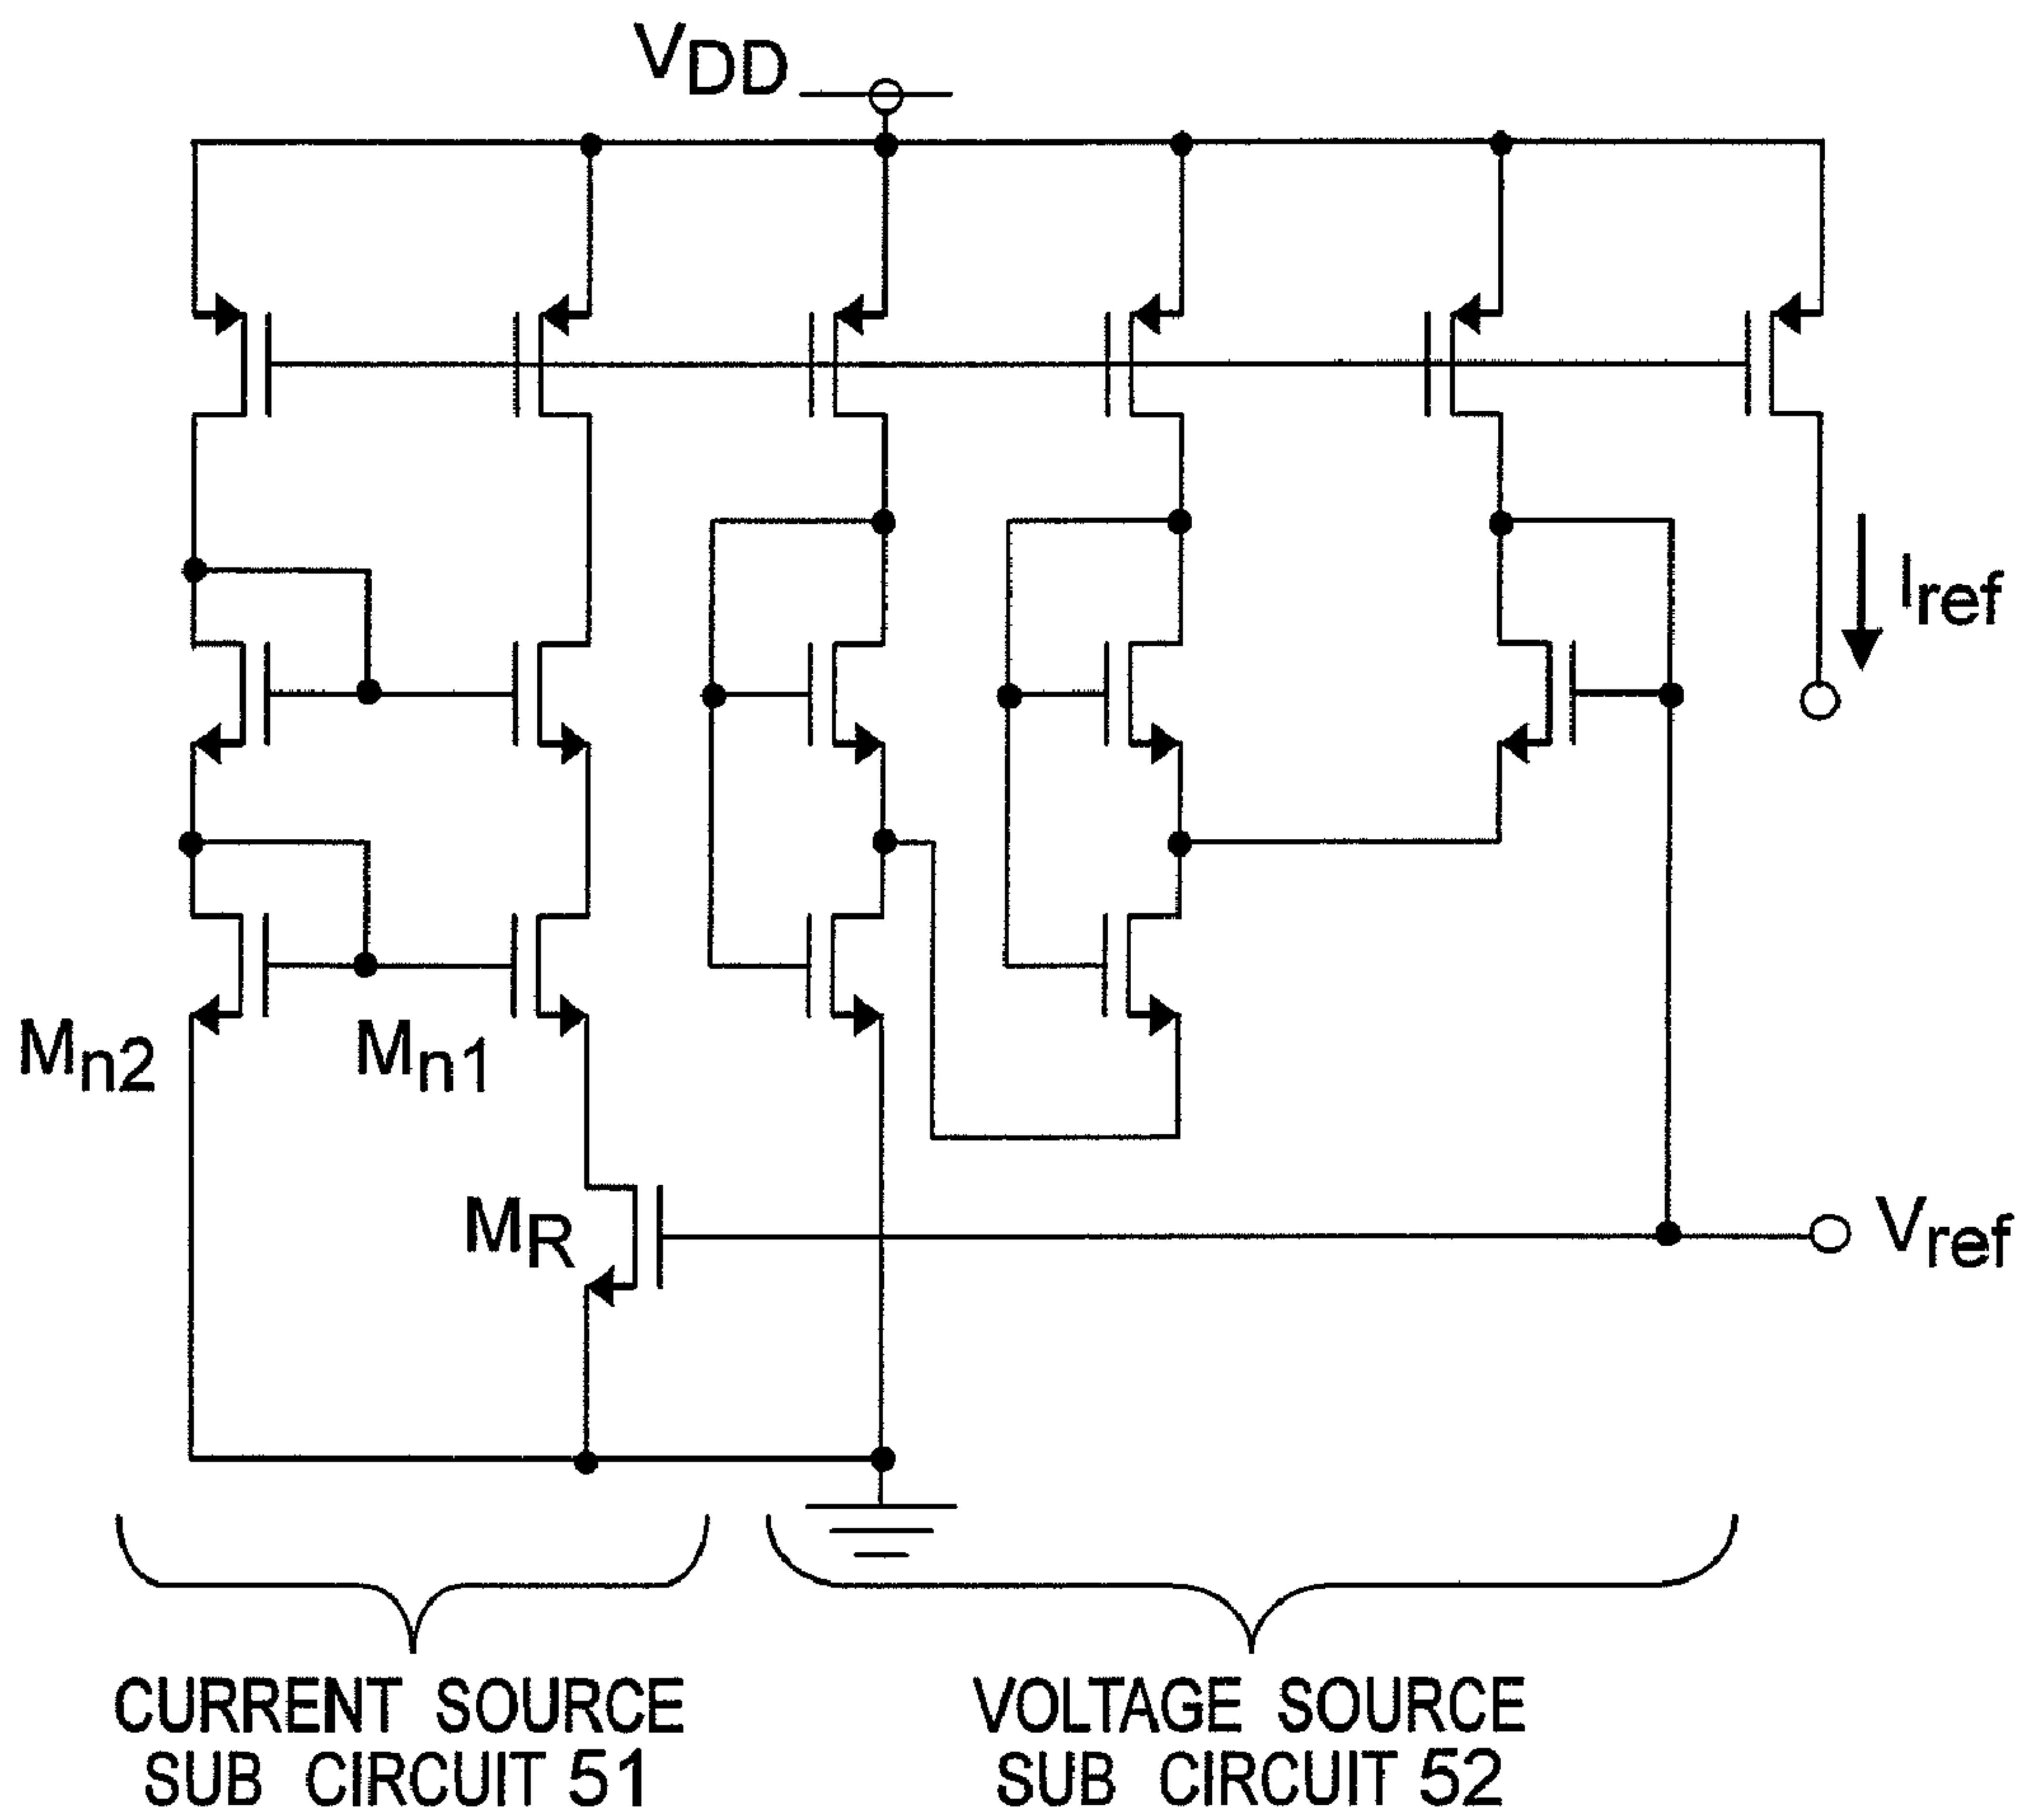 VDD
Iref
Mn2
Mn1
MR
Vref
CURRENT SOURCE
SUB CIRCUIT 51
VOLTAGE SOURCE
SUB CIRCUIT 52